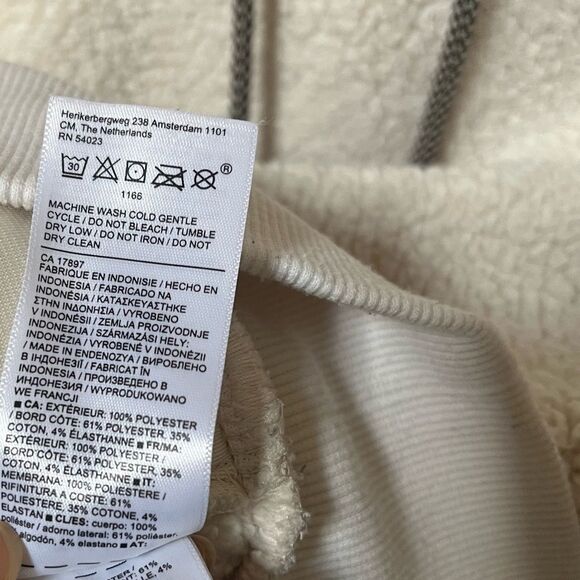 Herikerbergweg 238 Amsterdam 1101
CM, The Netherlands
RN 54023
30
®
1166
MACHINE WASH COLD GENTLE
CYCLE / DO NOT BLEACH / TUMBLE
DRY LOW / DO NOT IRON / DO NOT
DRY CLEAN
CA 17897
FABRIQUE EN INDONISIE / HECHO EN
INDONESIA / FABRICADO NA
INDONÉSIA / ΚΑΤΑΣΚΕΥΑΣΤΗΚΕ
ΣΤΗΝ ΙΝΔΟΝΗΣΙΑ / VYROBENO
V INDONÉSII / ZEMLJA PROIZVODNJE
INDONEZIJA / SZÁRMAZÁSI HELY:
INDONÉZIA / VYROBENÉ V INDONÉZII
/ MADE IN ENDENOZYA / ВИРОБЛЕНО
В ІНДОНЕЗІЇ / FABRICAT ÎN
INDONESIA / ПРОИЗВЕДЕНО В
ИНДОНЕЗИЯ / WYPRODUKOWANO
WE FRANCJI
■ CA: EXTÉRIEUR: 100% POLYESTER
/ BORD CÔTE: 61% POLYESTER, 35%
COTON, 4% ÉLASTHANNE ■ FR/MA:
EXTÉRIEUR: 100% POLYESTER /
BORD'CÔTE: 61% POLYESTER, 35%
COTON, 4% ÉLASTHANNE ■ IT:
MEMBRANA: 100% POLIESTERE /
RIFINITURA A COSTE: 61%
POLIESTERE, 35% COTONE, 4%
ELASTAN ■ CL/ES: cuerpo: 100%
poliéster / adorno lateral: 61% poliéster,
algodón, 4% elastano ■ AT:
61%
4%